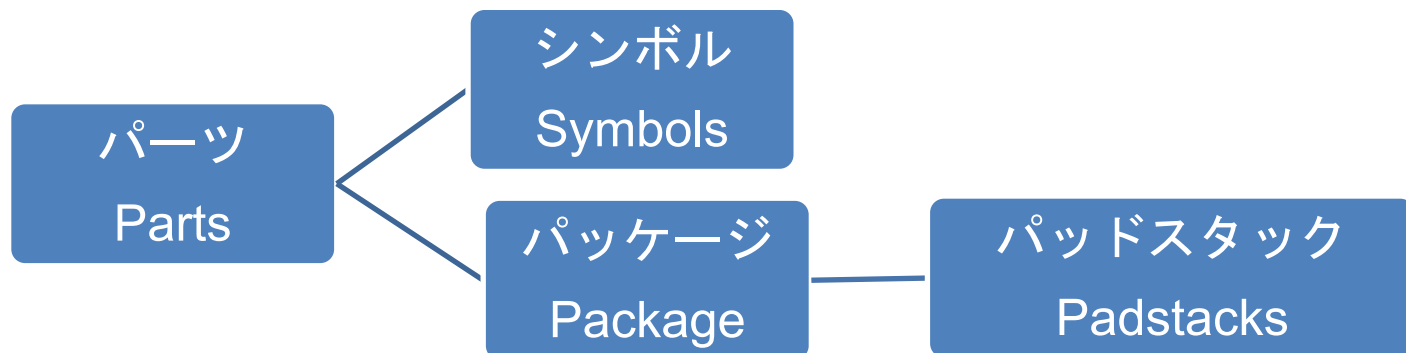 パーツ
Parts
シンボル
Symbols
パッケージ
Package
パッドスタック
Padstacks